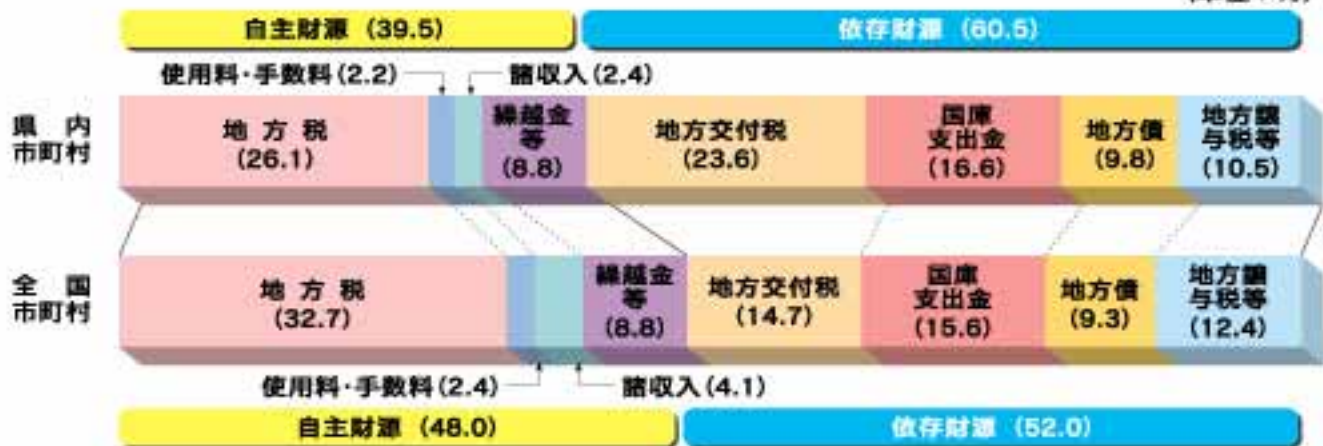 自主財源 (39.5)
依存財源 (60.5)
使用料・手数料(2.2)
諸収入(2.4)
県内
市町村
地方税
(26.1)
繰越金
等
(8.8)
地方交付税
(23.6)
国庫
支出金
(16.6)
地方債
(9.8)
地方譲
与税等
(10.5)
全国
市町村
地方税
(32.7)
繰越金
等
(8.8)
地方交付税
(14.7)
国庫
支出金
(15.6)
地方債
(9.3)
地方譲
与税等
(12.4)
使用料・手数料(2.4)
諸収入(4.1)
自主財源 (48.0)
依存財源 (52.0)